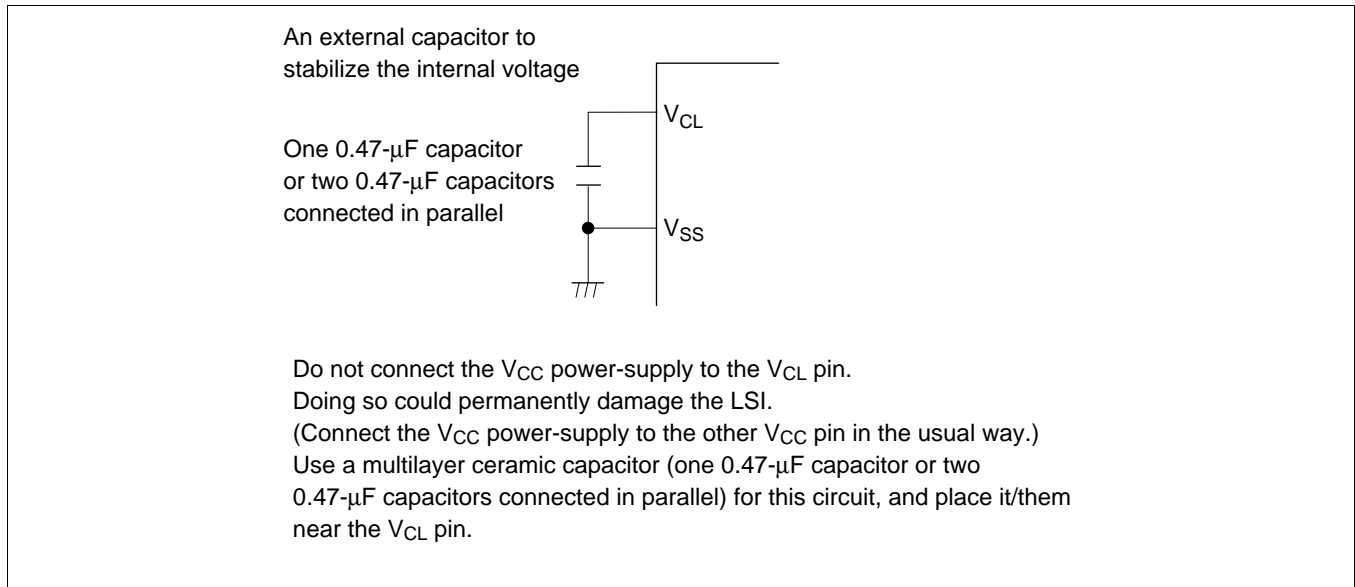 An external capacitor to
stabilize the internal voltage
VCL
One 0.47-μF capacitor
or two 0.47-μF capacitors
connected in parallel
VSS
Do not connect the VCC power-supply to the VCL pin.
Doing so could permanently damage the LSI.
(Connect the VCC power-supply to the other VCC pin in the usual way.)
Use a multilayer ceramic capacitor (one 0.47-μF capacitor or two
0.47-μF capacitors connected in parallel) for this circuit, and place it/them
near the VCL pin.